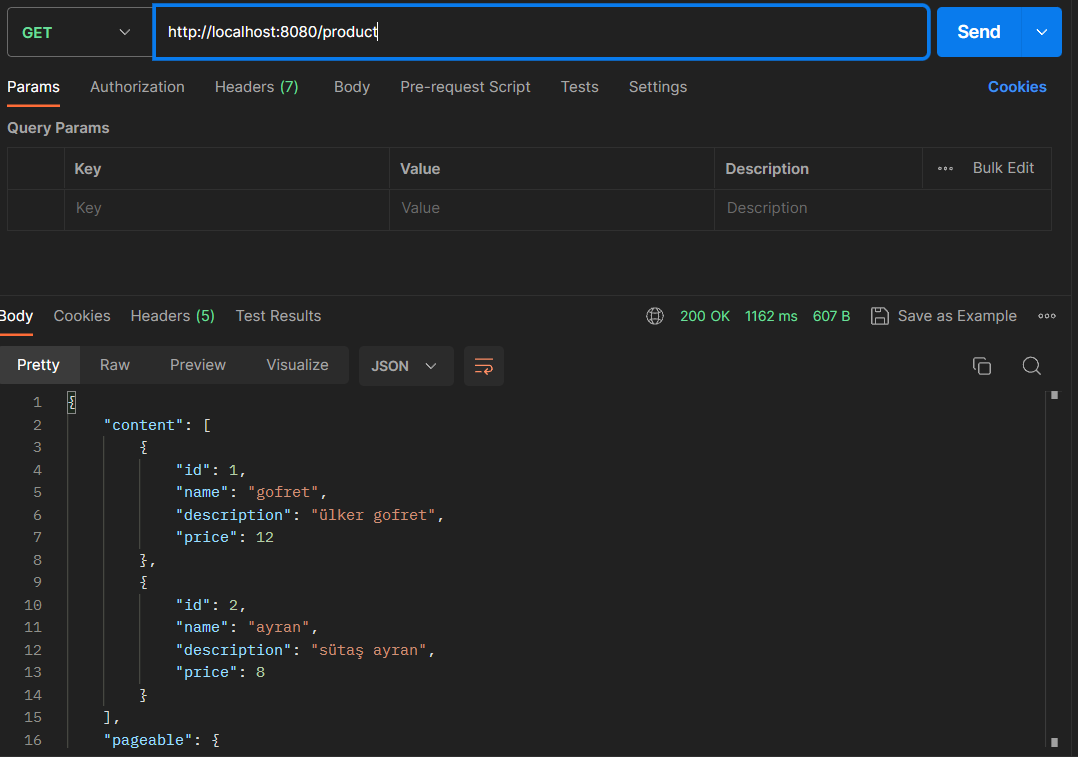 GET http://localhost:8080/product Send
Params Authorization Headers (7) Body Pre-request Script Tests Settings Cookies
Query Params
Key Value Description ••• Bulk Edit
Key Value Description
Body Cookies Headers (5) Test Results 200 OK 1162 ms 607 B Save as Example •••
Pretty Raw Preview Visualize JSON
1 {
2 "content": [
3 {
4 "id": 1,
5 "name": "gofret",
6 "description": "ülker gofret",
7 "price": 12
8 },
9 {
10 "id": 2,
11 "name": "ayran",
12 "description": "sütaş ayran",
13 "price": 8
14 }
15 ],
16 "pageable": {